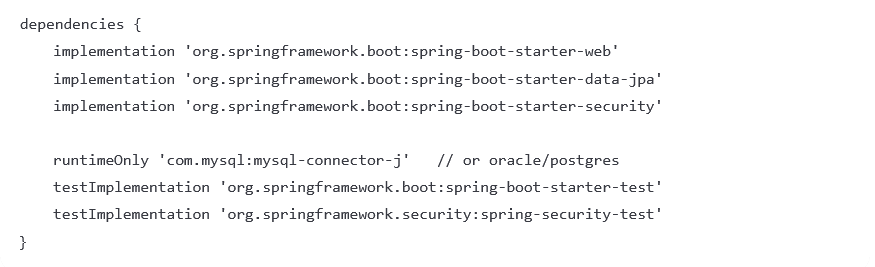 dependencies {
    implementation 'org.springframework.boot:spring-boot-starter-web'
    implementation 'org.springframework.boot:spring-boot-starter-data-jpa'
    implementation 'org.springframework.boot:spring-boot-starter-security'

    runtimeOnly 'com.mysql:mysql-connector-j'   // or oracle/postgres
    testImplementation 'org.springframework.boot:spring-boot-starter-test'
    testImplementation 'org.springframework.security:spring-security-test'
}